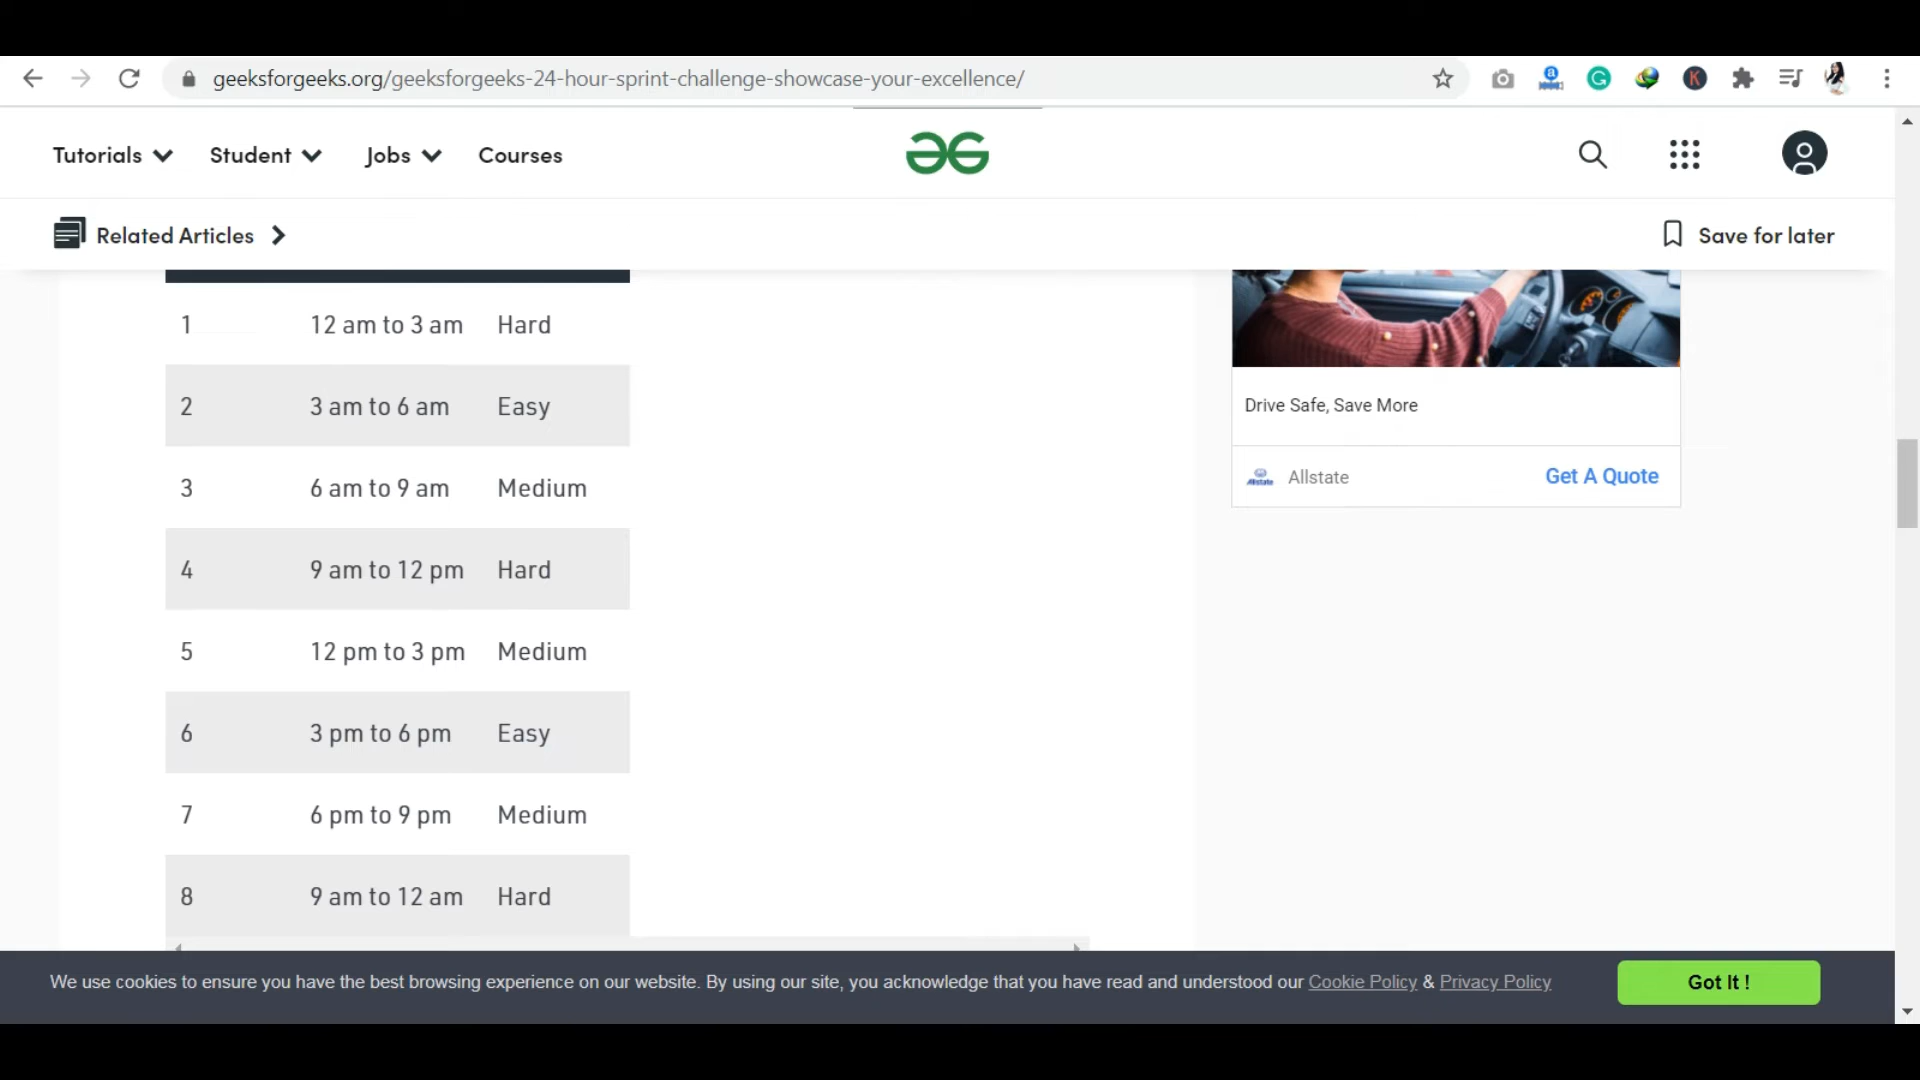 geeksforgeeks.org/geeksforgeeks-24-hour-sprint-challenge-showcase-your-excellence/
Tutorials Student Jobs Courses
Related Articles Save for later
1 12 am to 3 am Hard
2 3 am to 6 am Easy
3 6 am to 9 am Medium
4 9 am to 12 pm Hard
5 12 pm to 3 pm Medium
6 3 pm to 6 pm Easy
7 6 pm to 9 pm Medium
8 9 am to 12 am Hard
Drive Safe, Save More
Allstate Get A Quote
We use cookies to ensure you have the best browsing experience on our website. By using our site, you acknowledge that you have read and understood our Cookie Policy & Privacy Policy Got It !